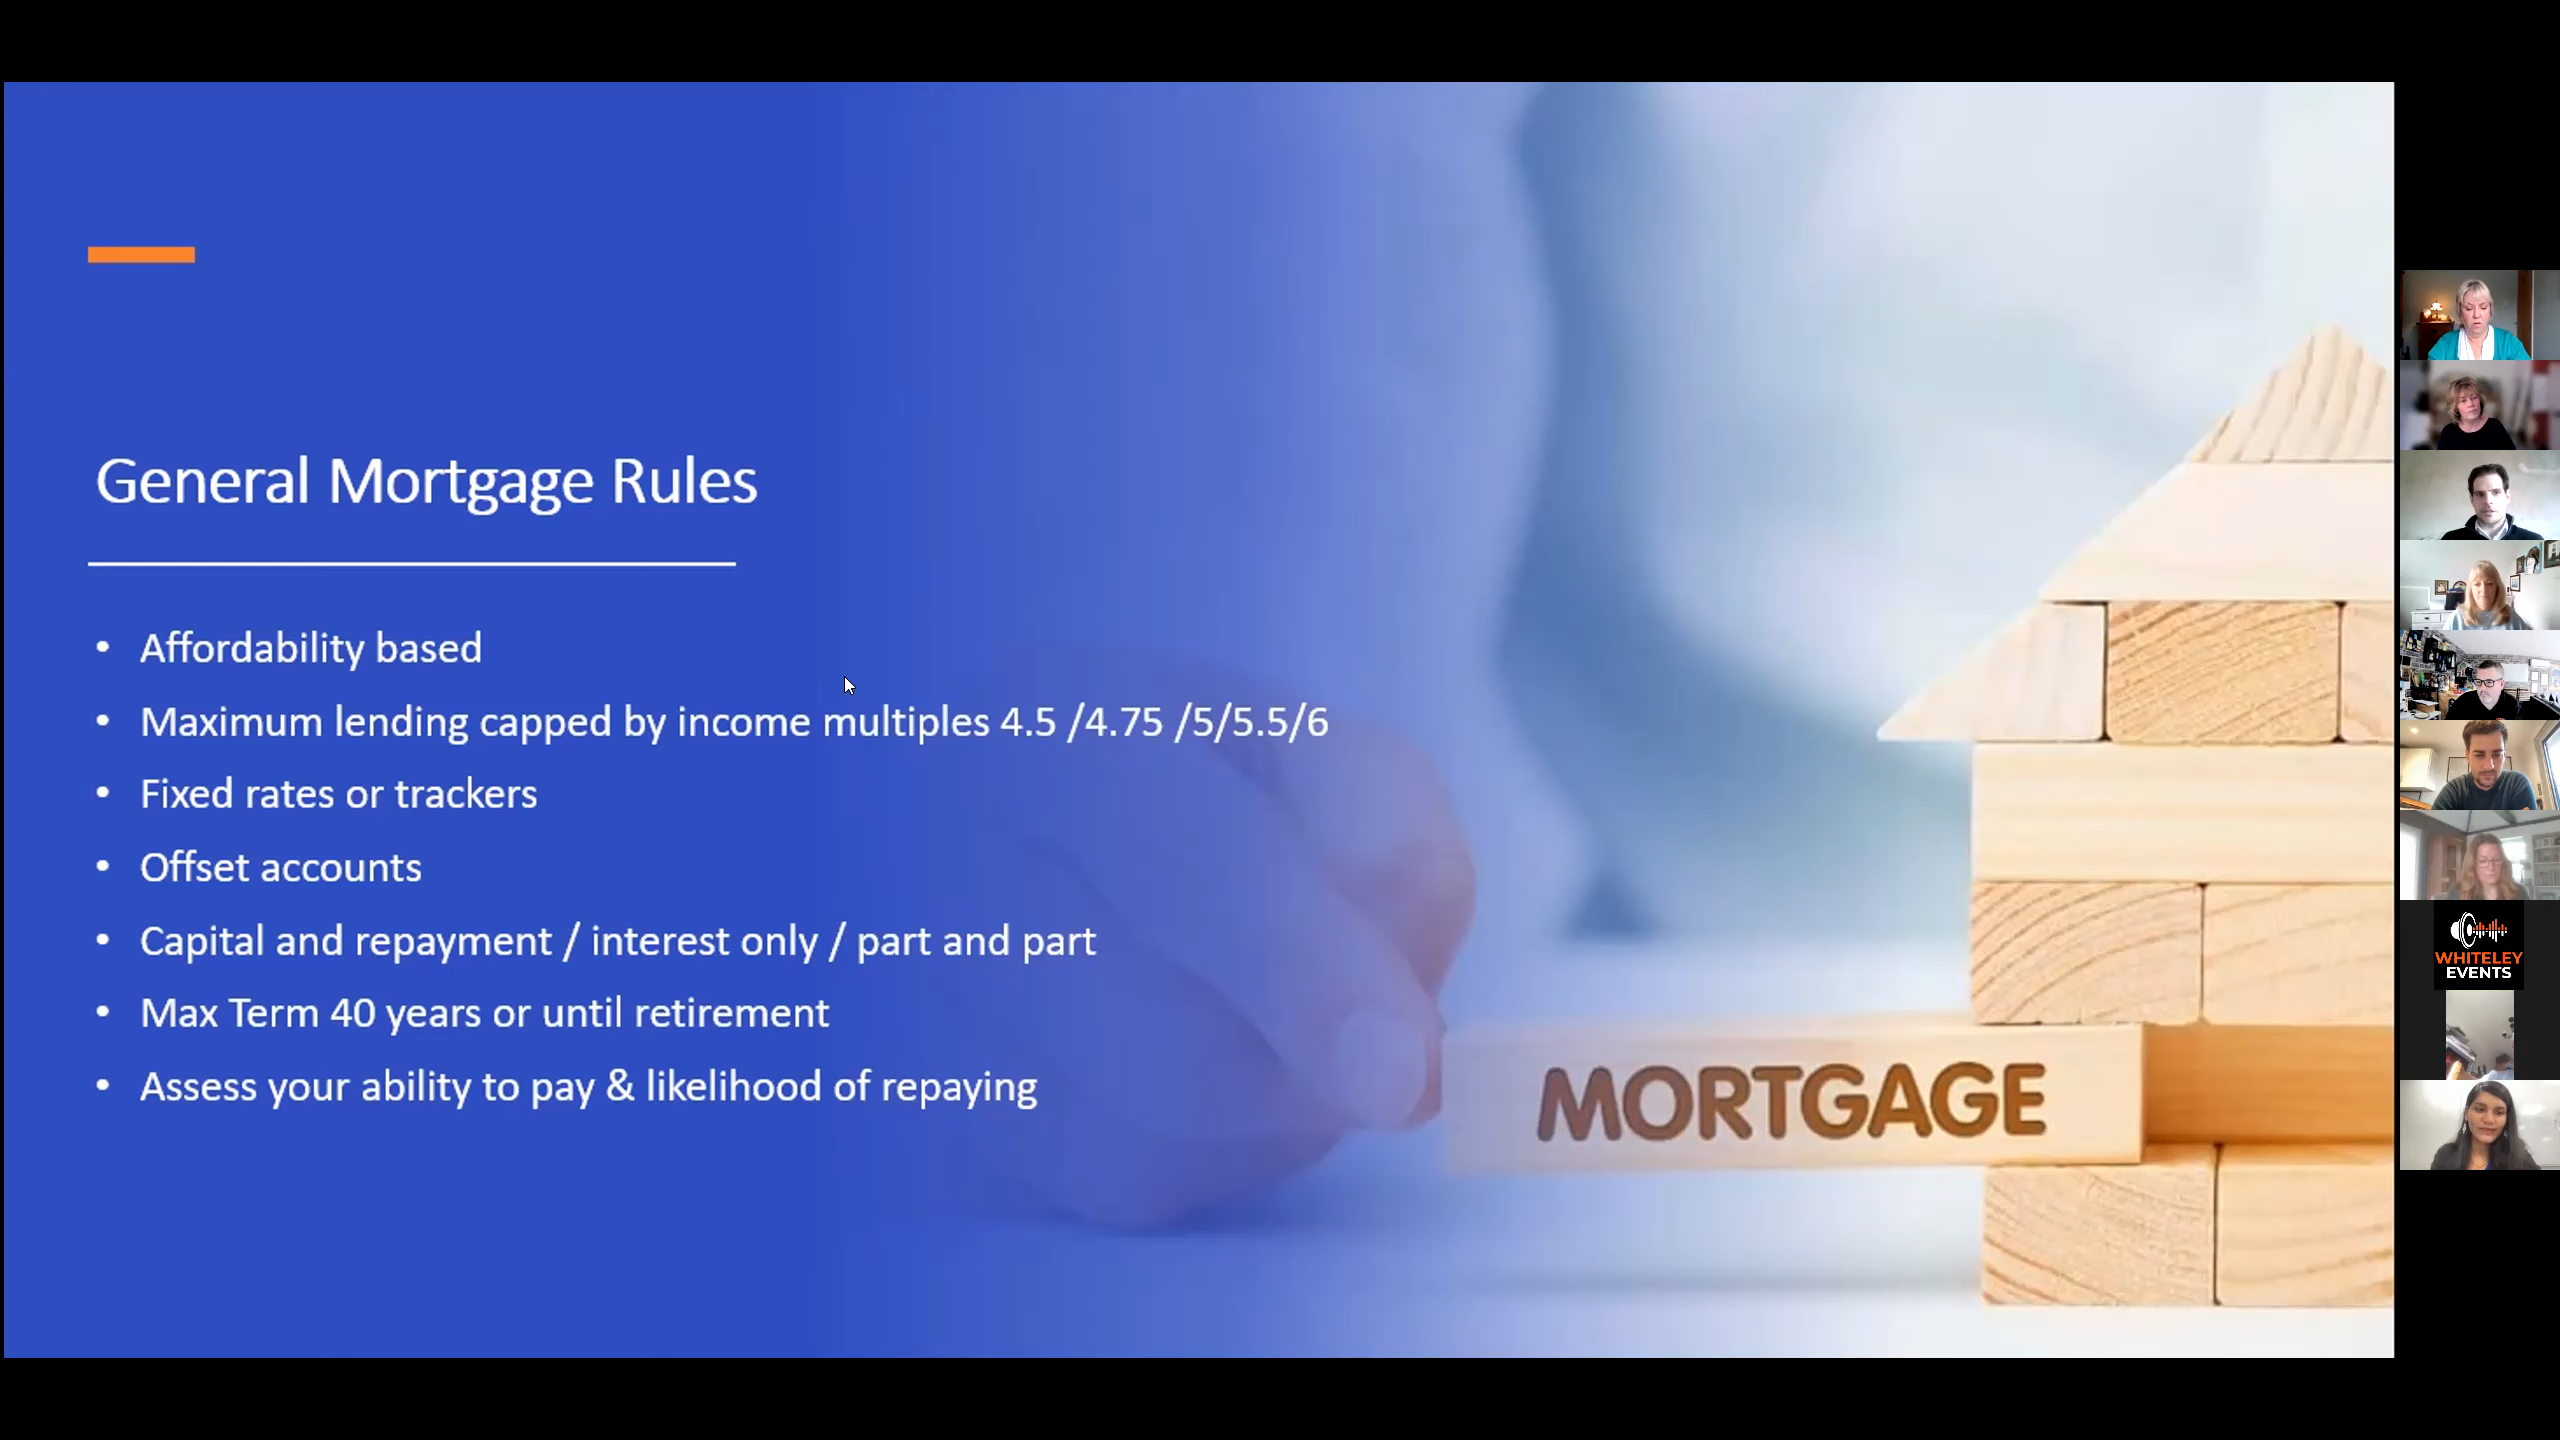 General Mortgage Rules
• Affordability based
• Maximum lending capped by income multiples 4.5 /4.75 /5/5.5/6
• Fixed rates or trackers
• Offset accounts
• Capital and repayment / interest only / part and part
• Max Term 40 years or until retirement
• Assess your ability to pay & likelihood of repaying
MORTGAGE
WHITELEY
EVENTS